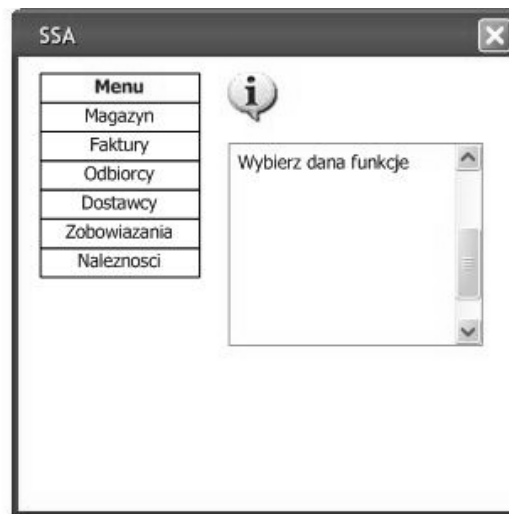 SSA
Menu
Magazyn
Faktury
Odbiorcy
Dostawcy
Zobowiazania
Naleznosci
i
Wybierz dana funkcje